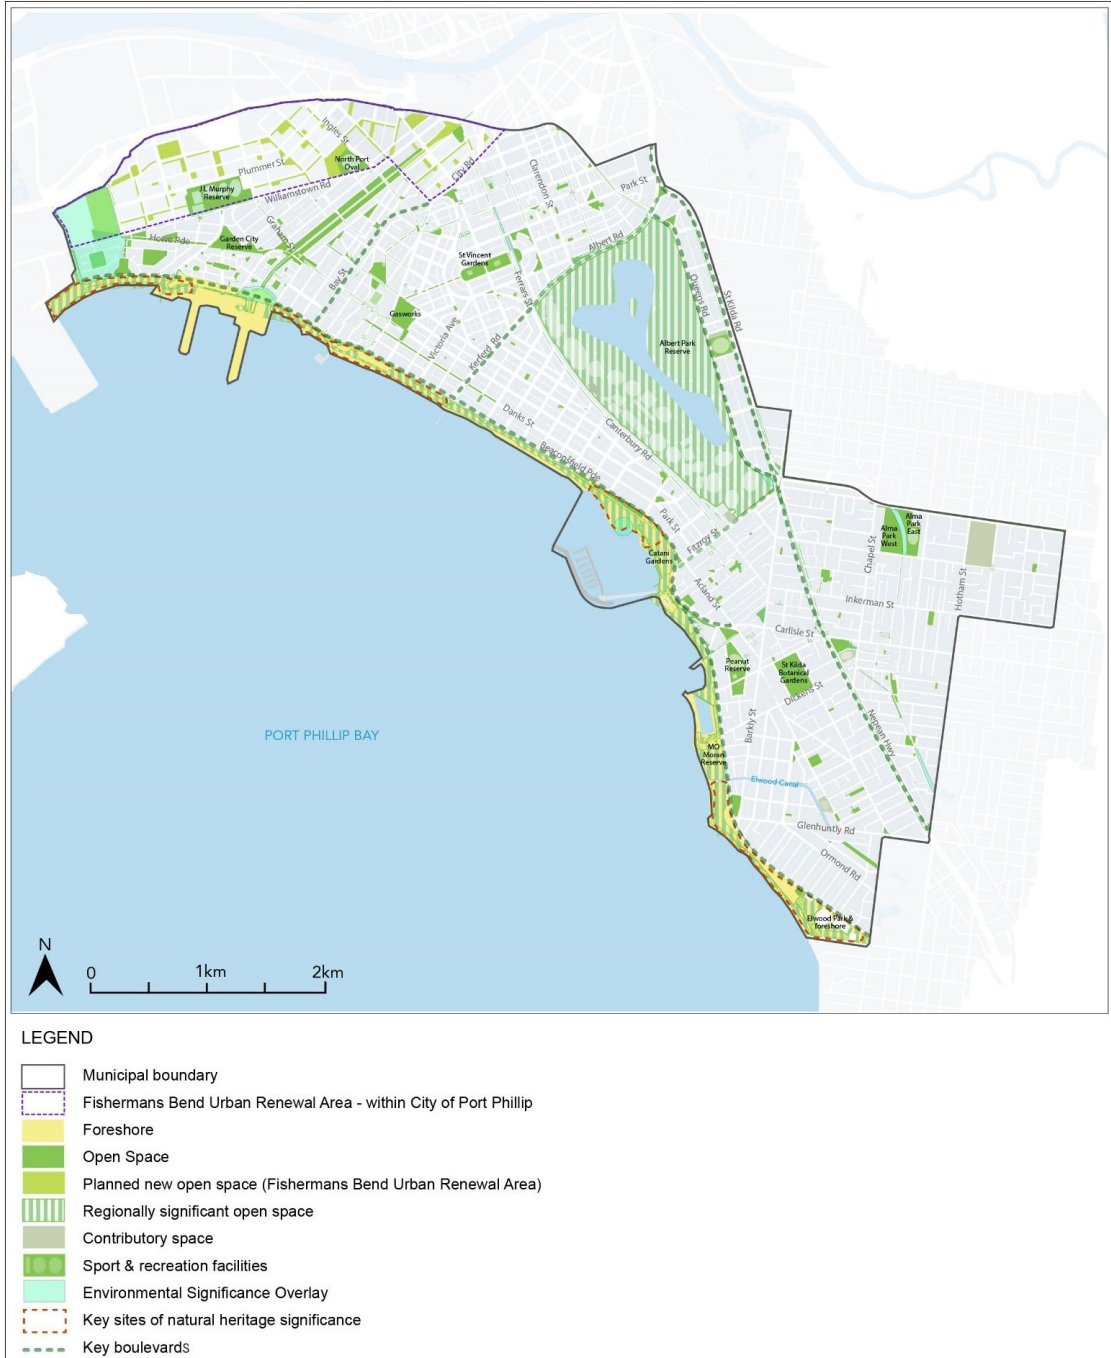 Ingles St
North Port
Oval
Plummer St
City Rd
Clarendon St
Park St
J.L. Murphy
Reserve
Williamstown Rd
Graham St
Howe Pde
Garden City
Reserve
Albert Rd
St Vincent
Gardens
Bay St
Ferrars St
Queens Rd
St Kilda Rd
Gasworks
Victoria Ave
Kerferd Rd
Albert Park
Reserve
Danks St
Canterbury Rd
Beaconsfield Pde
Park St
Fitzroy St
Catani
Gardens
Alma
Park
West
Alma
Park
East
Chapel St
Hotham St
Acland St
Inkerman St
Carlisle St
Peanut
Reserve
St Kilda
Botanical
Gardens
Dickens St
Barkly St
Nepean Hwy
PORT PHILLIP BAY
MO
Moran
Reserve
Elwood Canal
Glenhuntly Rd
Ormond Rd
Elwood Park &
foreshore
N
0 1km 2km
LEGEND
Municipal boundary
Fishermans Bend Urban Renewal Area - within City of Port Phillip
Foreshore
Open Space
Planned new open space (Fishermans Bend Urban Renewal Area)
Regionally significant open space
Contributory space
Sport & recreation facilities
Environmental Significance Overlay
Key sites of natural heritage significance
Key boulevards